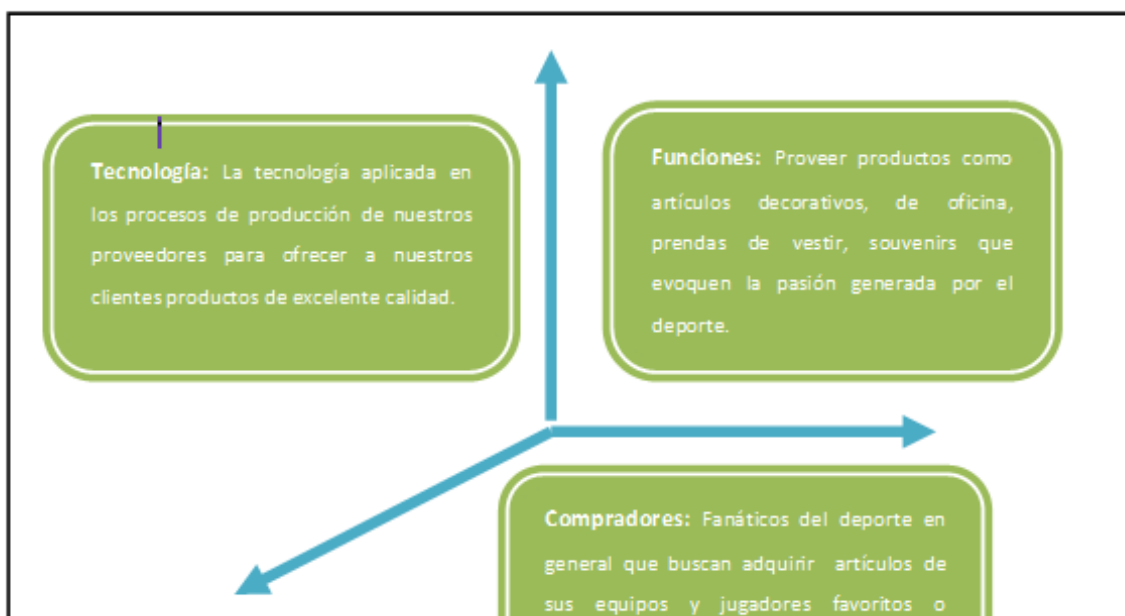 Tecnología: La tecnología aplicada en
los procesos de producción de nuestros
proveedores para ofrecer a nuestros
clientes productos de excelente calidad.
Funciones: Proveer productos como
artículos decorativos, de oficina,
prendas de vestir, souvenirs que
evoquen la pasión generada por el
deporte.
Compradores: Fanáticos del deporte en
general que buscan adquirir artículos de
sus equipos y jugadores favoritos o